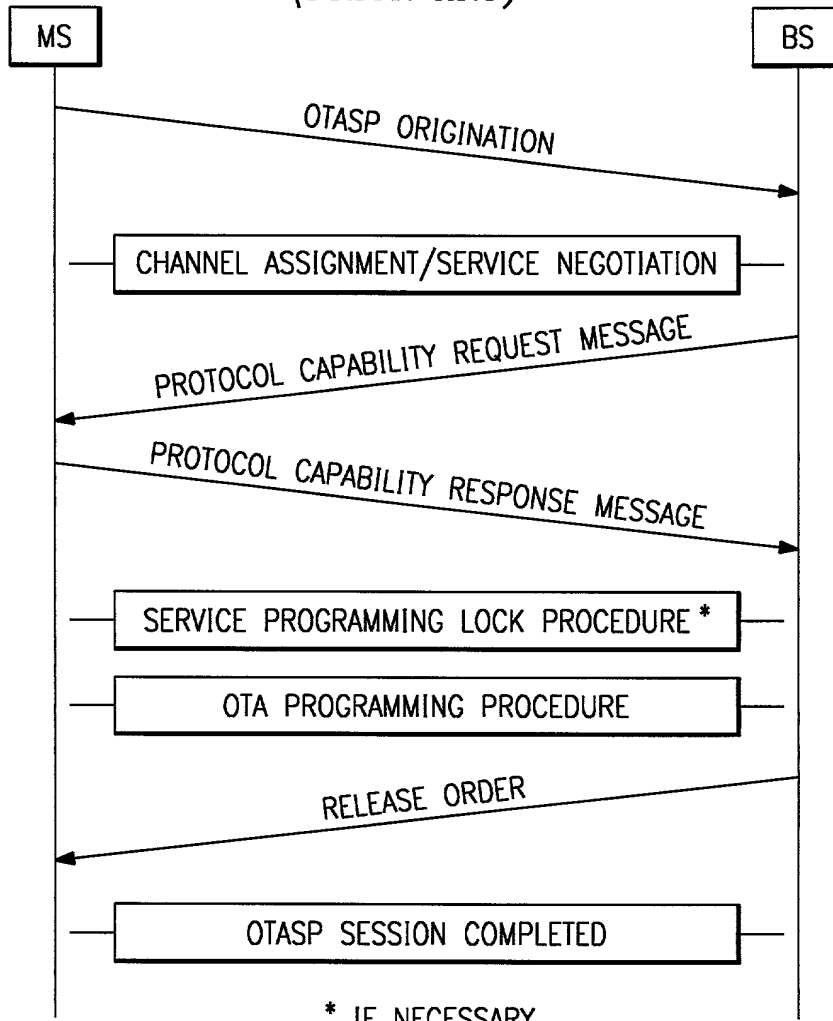 MS
BS
OTASP ORIGINATION
CHANNEL ASSIGNMENT/SERVICE NEGOTIATION
PROTOCOL CAPABILITY REQUEST MESSAGE
PROTOCOL CAPABILITY RESPONSE MESSAGE
SERVICE PROGRAMMING LOCK PROCEDURE *
OTA PROGRAMMING PROCEDURE
RELEASE ORDER
OTASP SESSION COMPLETED
* IF NECESSARY